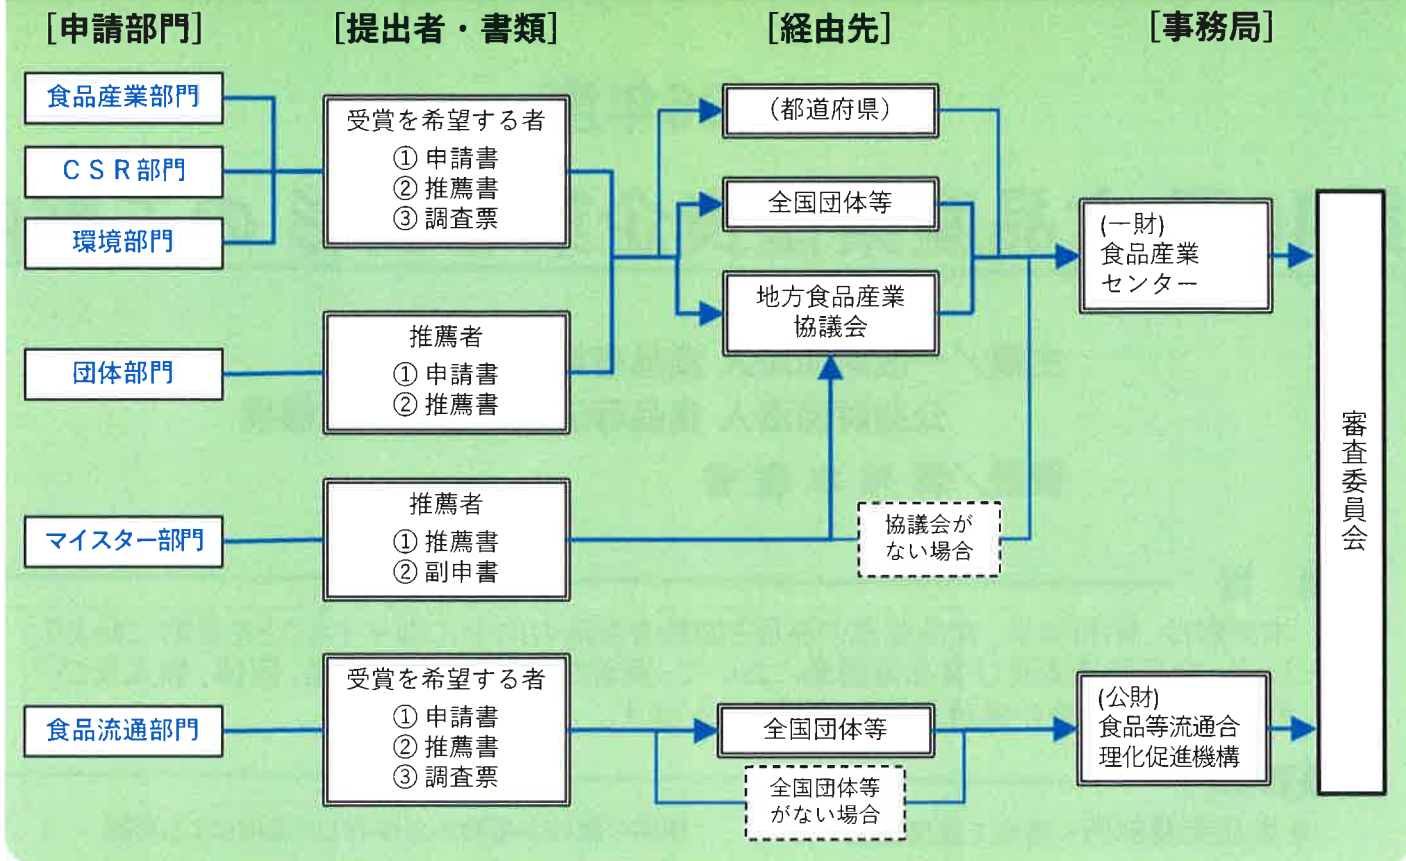 [申請部門]
[提出者・書類]
[経由先]
[事務局]
食品産業部門
ＣＳＲ部門
環境部門
団体部門
マイスター部門
食品流通部門
受賞を希望する者
① 申請書
② 推薦書
③ 調査票
推薦者
① 申請書
② 推薦書
推薦者
① 推薦書
② 副申書
受賞を希望する者
① 申請書
② 推薦書
③ 調査票
（都道府県）
全国団体等
地方食品産業
協議会
協議会が
ない場合
全国団体等
全国団体等
がない場合
(一財)
食品産業
センター
(公財)
食品等流通合
理化促進機構
審査委員会